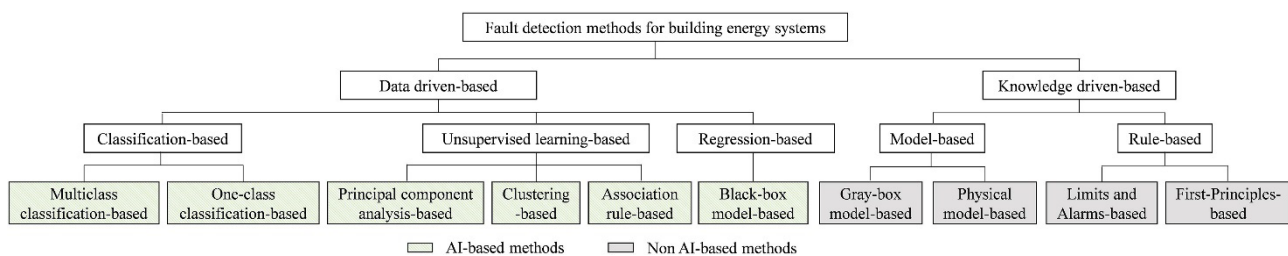 Fault detection methods for building energy systems
Data driven-based
Knowledge driven-based
Classification-based
Unsupervised learning-based
Regression-based
Model-based
Rule-based
Multiclass
classification-based
One-class
classification-based
Principal component
analysis-based
Clustering
-based
Association
rule-based
Black-box
model-based
Gray-box
model-based
Physical
model-based
Limits and
Alarms-based
First-Principles-
based
AI-based methods
Non AI-based methods